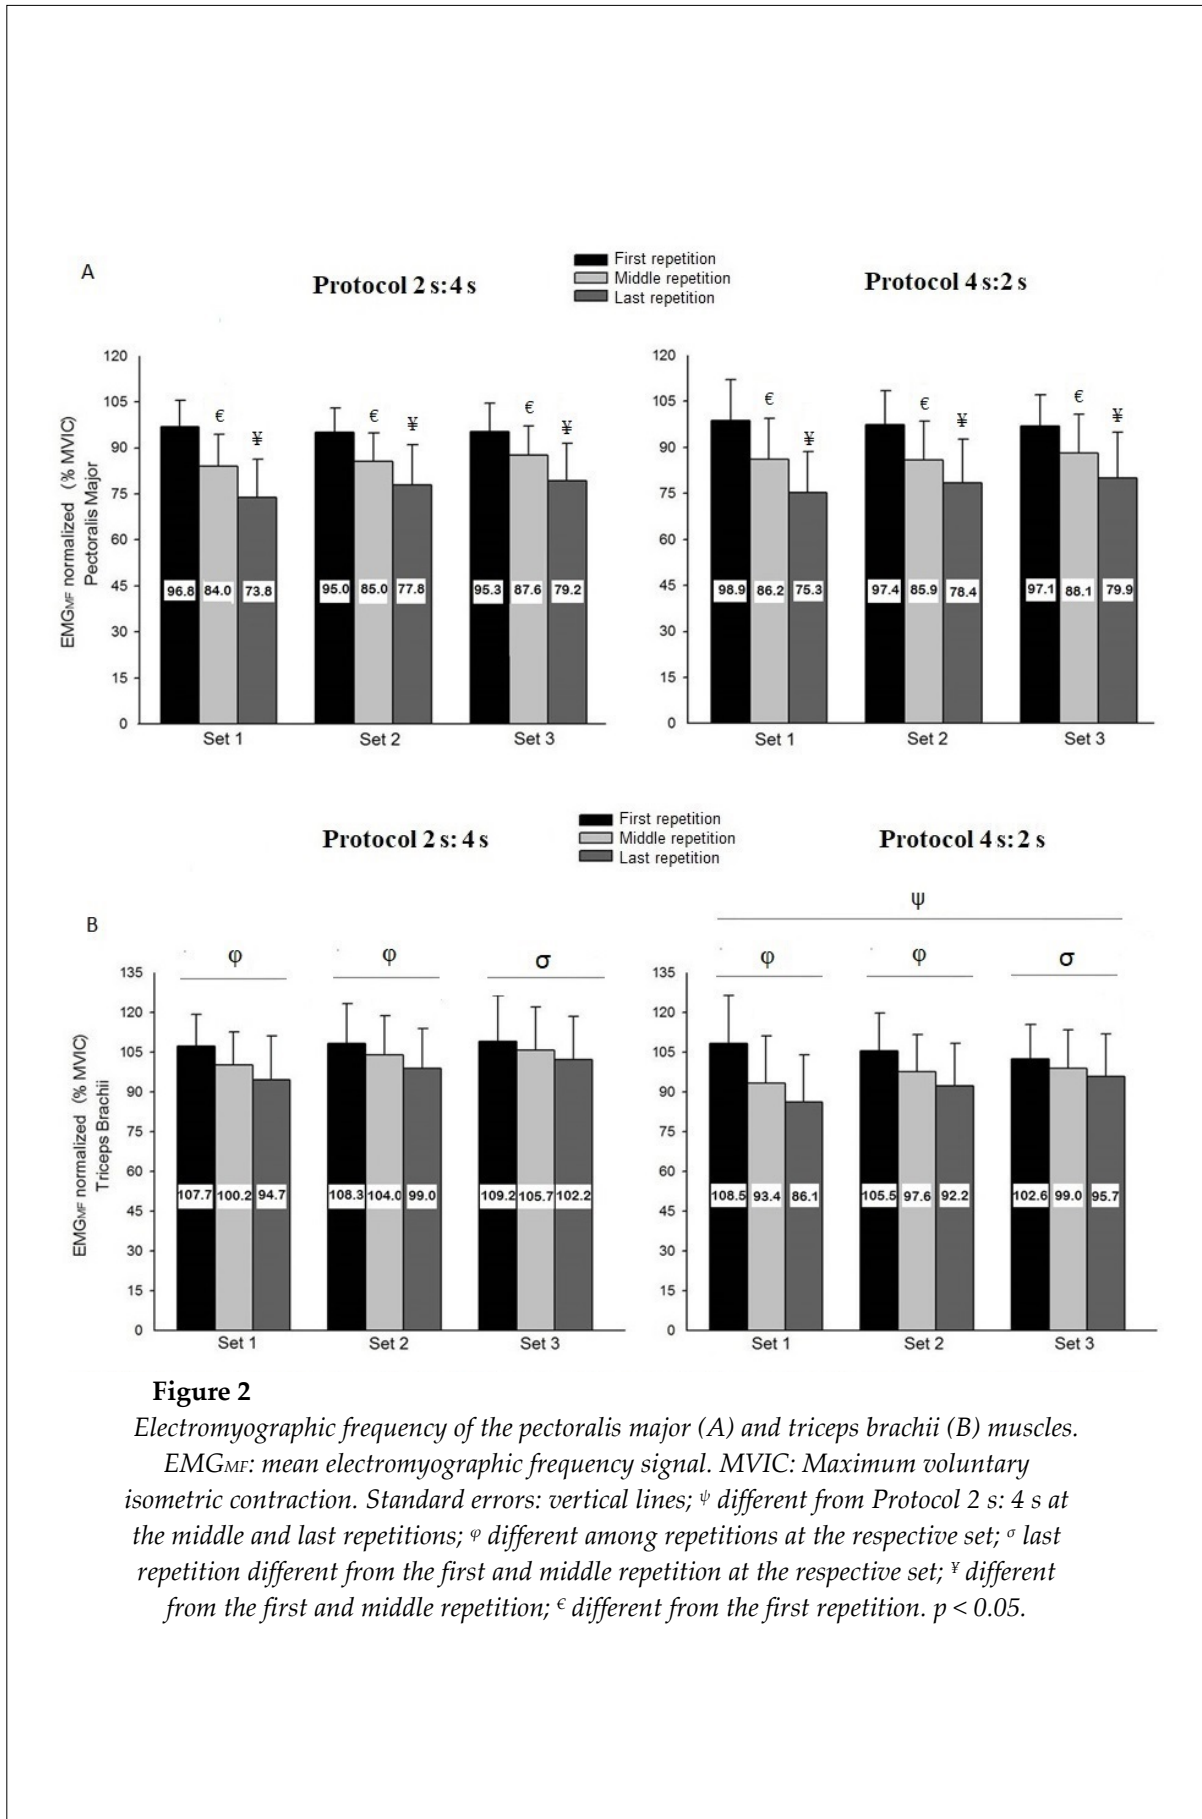 A
Protocol 2 s:4 s
First repetition
Middle repetition
Last repetition
Protocol 4 s:2 s
EMGMF normalized (% MVIC)
Pectoralis Major
120
105
90
75
60
45
30
15
0
€
¥
€
¥
€
¥
96.8 84.0 73.8
95.0 85.0 77.8
95.3 87.6 79.2
Set 1
Set 2
Set 3
120
105
90
75
60
45
30
15
0
€
¥
€
¥
€
¥
98.9 86.2 75.3
97.4 85.9 78.4
97.1 88.1 79.9
Set 1
Set 2
Set 3
Protocol 2 s: 4 s
First repetition
Middle repetition
Last repetition
Protocol 4 s: 2 s
B
EMGMF normalized (% MVIC)
Triceps Brachii
φ
φ
σ
135
120
105
90
75
60
45
30
15
0
107.7 100.2 94.7
108.3 104.0 99.0
109.2 105.7 102.2
Set 1
Set 2
Set 3
ψ
φ
φ
σ
135
120
105
90
75
60
45
30
15
0
108.5 93.4 86.1
105.5 97.6 92.2
102.6 99.0 95.7
Set 1
Set 2
Set 3
Figure 2
Electromyographic frequency of the pectoralis major (A) and triceps brachii (B) muscles.
EMGMF: mean electromyographic frequency signal. MVIC: Maximum voluntary
isometric contraction. Standard errors: vertical lines; ψ different from Protocol 2 s: 4 s at
the middle and last repetitions; φ different among repetitions at the respective set; σ last
repetition different from the first and middle repetition at the respective set; ¥ different
from the first and middle repetition; € different from the first repetition. p < 0.05.